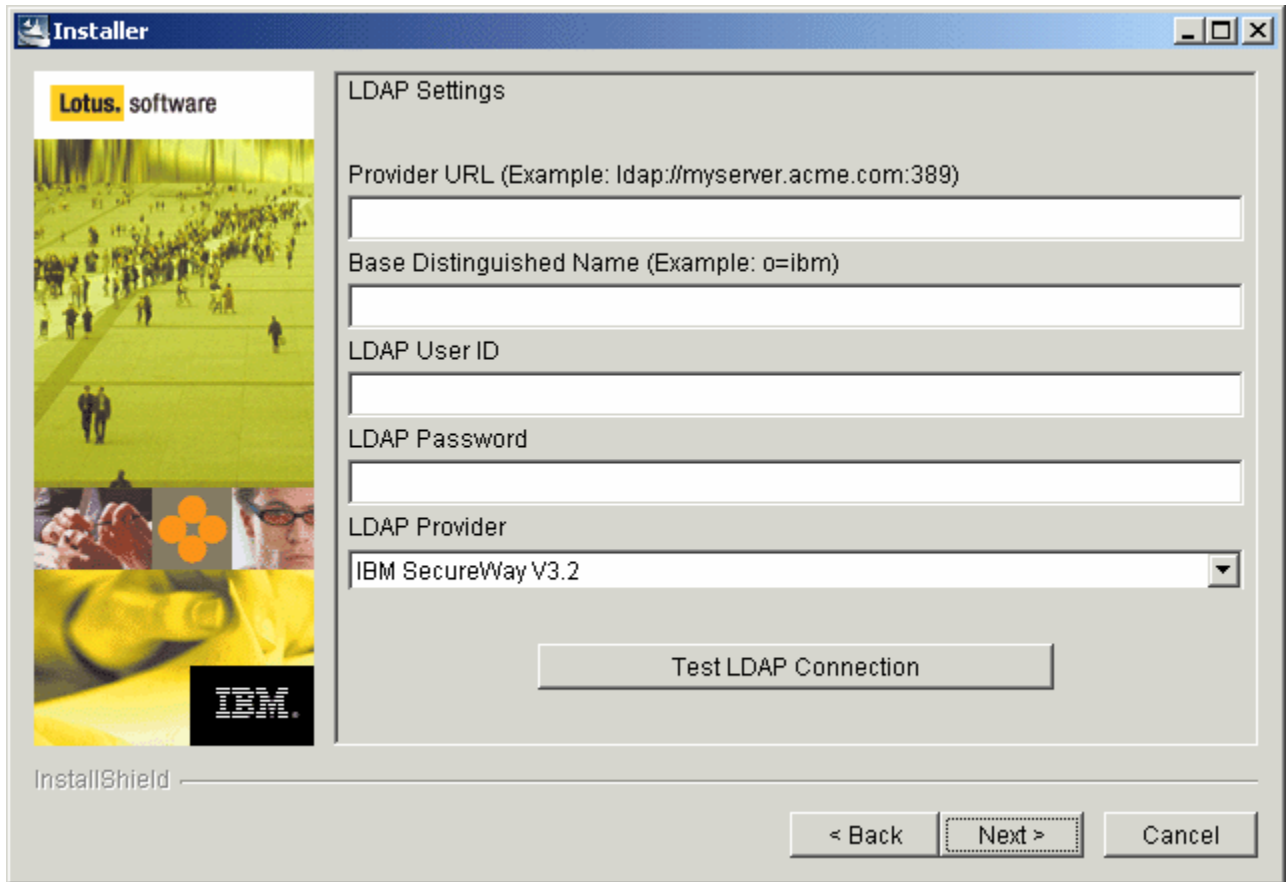 Installer
Lotus. software
LDAP Settings
Provider URL (Example: ldap://myserver.acme.com:389)
Base Distinguished Name (Example: o=ibm)
LDAP User ID
LDAP Password
LDAP Provider
IBM SecureWay V3.2
Test LDAP Connection
IBM.
InstallShield
< Back Next > Cancel